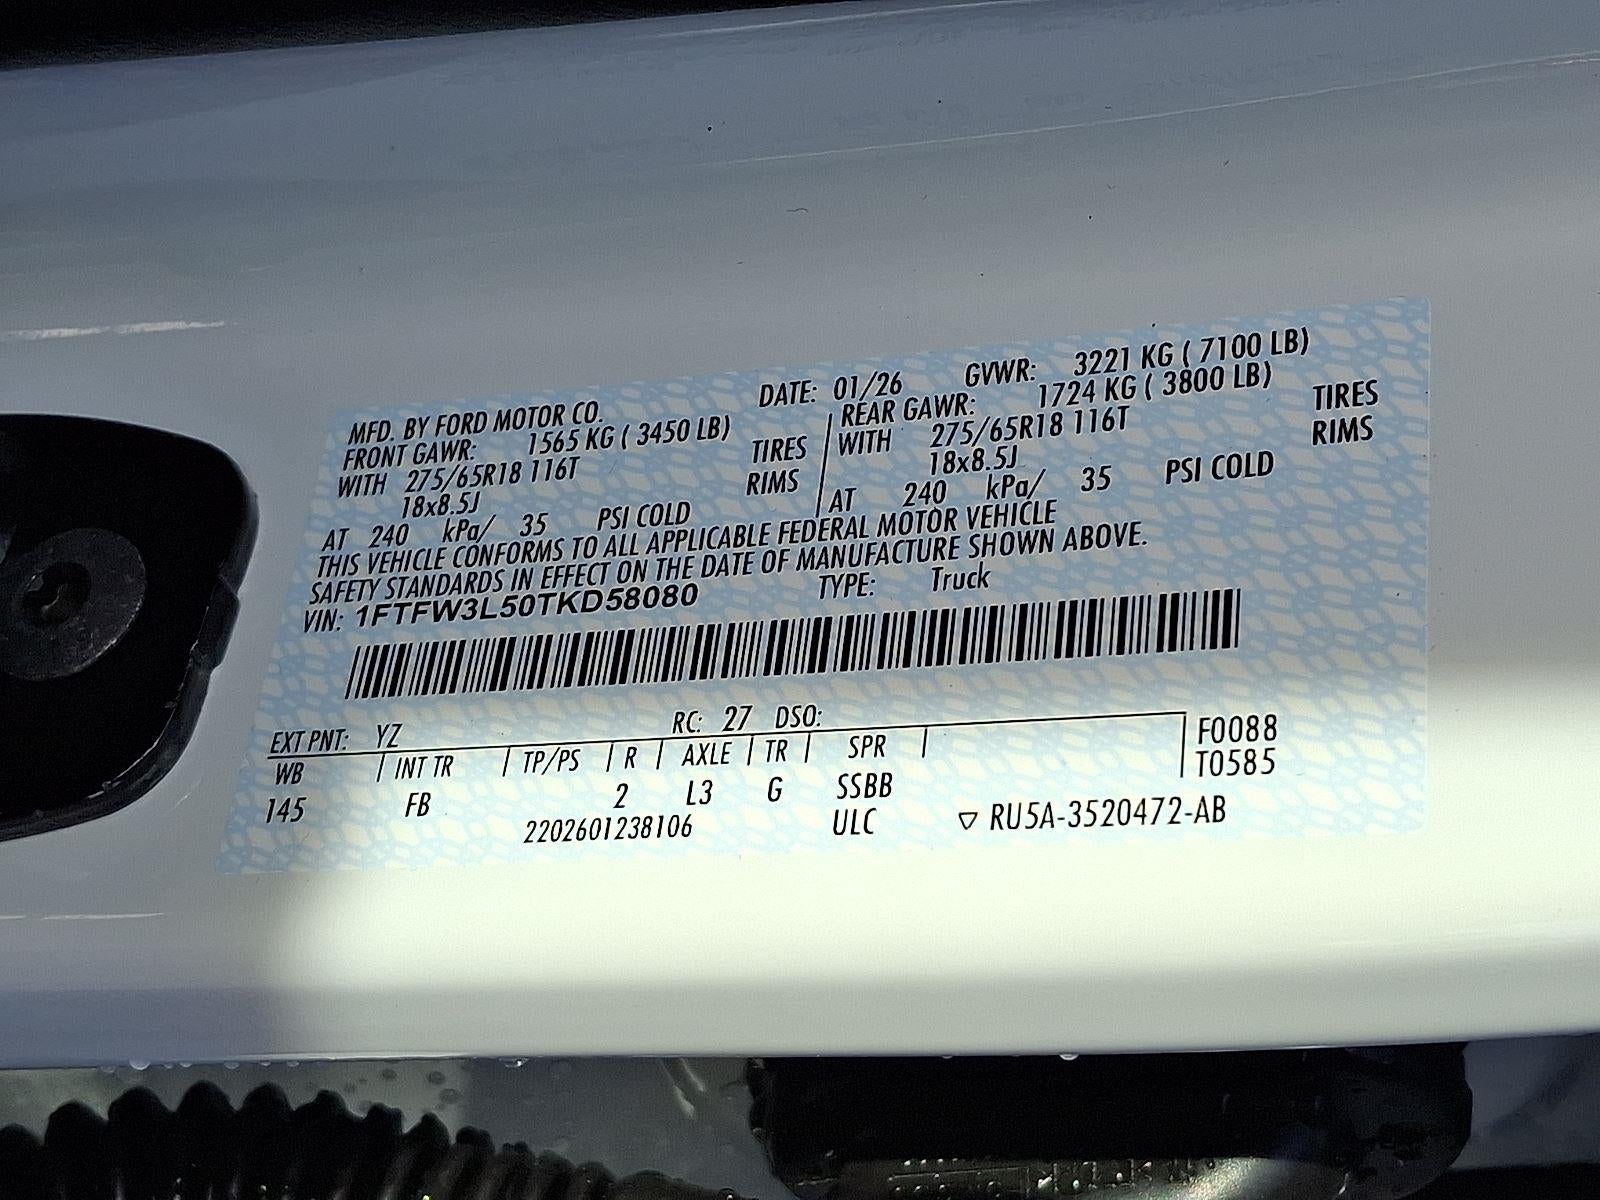 MFD. BY FORD MOTOR CO. DATE: 01/26 GVWR: 3221 KG ( 7100 LB)
FRONT GAWR: 1565 KG ( 3450 LB) REAR GAWR: 1724 KG ( 3800 LB)
WITH 275/65R18 116T TIRES WITH 275/65R18 116T TIRES
18x8.5J RIMS 18x8.5J RIMS
AT 240 kPa/ 35 PSI COLD AT 240 kPa/ 35 PSI COLD
THIS VEHICLE CONFORMS TO ALL APPLICABLE FEDERAL MOTOR VEHICLE
SAFETY STANDARDS IN EFFECT ON THE DATE OF MANUFACTURE SHOWN ABOVE.
VIN: 1FTFW3L50TKD58080 TYPE: Truck
EXT PNT: YZ RC: 27 DSO:
WB INT TR TP/PS R AXLE TR SPR F0088
145 FB 2 L3 G SSBB T0585
2202601238106 ULC ▽ RU5A-3520472-AB